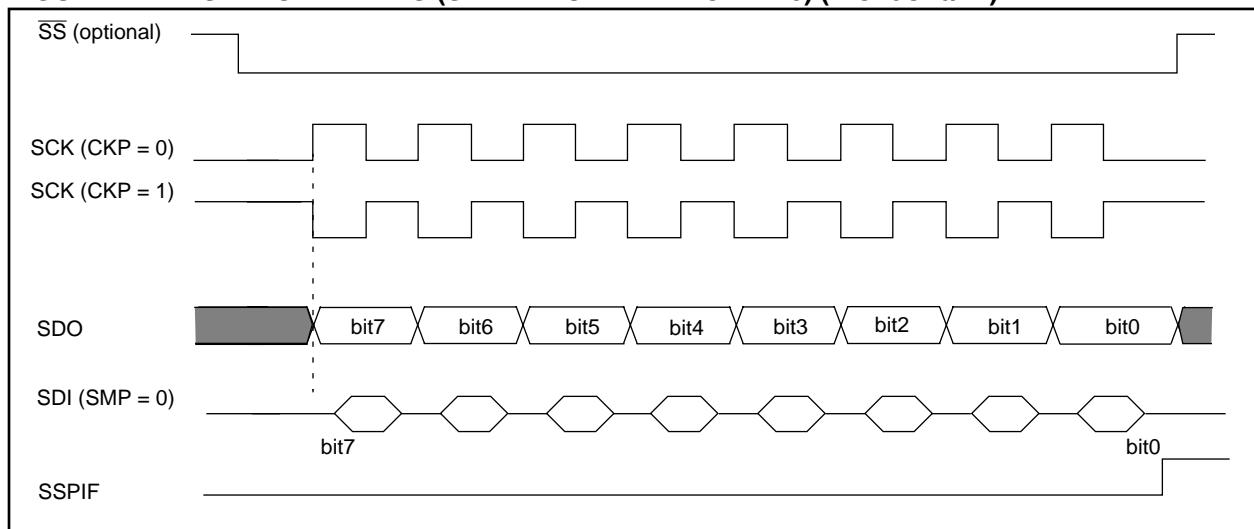 SS (optional)
SCK (CKP = 0)
SCK (CKP = 1)
SDO
bit7 bit6 bit5 bit4 bit3 bit2 bit1 bit0
SDI (SMP = 0)
bit7 bit0
SSPIF